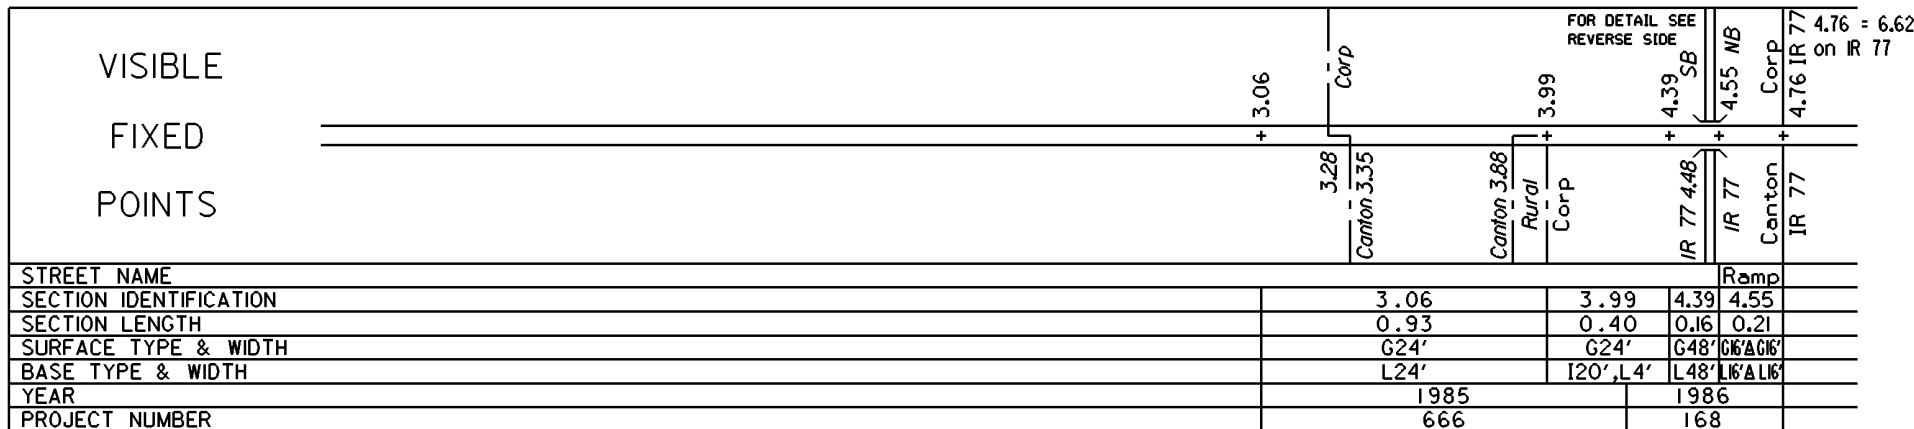 VISIBLE
FIXED
POINTS
3.06
Corp
3.28
Canton 3.35
Canton 3.88
Rural
3.99
Corp
FOR DETAIL SEE
REVERSE SIDE
4.39
SB
IR 77 4.48
4.55 NB
IR 77
Corp
Canton
4.76 IR 77
IR 77
4.76 = 6.62
on IR 77
STREET NAME Ramp
SECTION IDENTIFICATION 3.06 3.99 4.39 4.55
SECTION LENGTH 0.93 0.40 0.16 0.21
SURFACE TYPE & WIDTH G24' G24' G48' G16'ΔG16'
BASE TYPE & WIDTH L24' I20',L4' L48' L16'ΔL16'
YEAR 1985 1986
PROJECT NUMBER 666 168